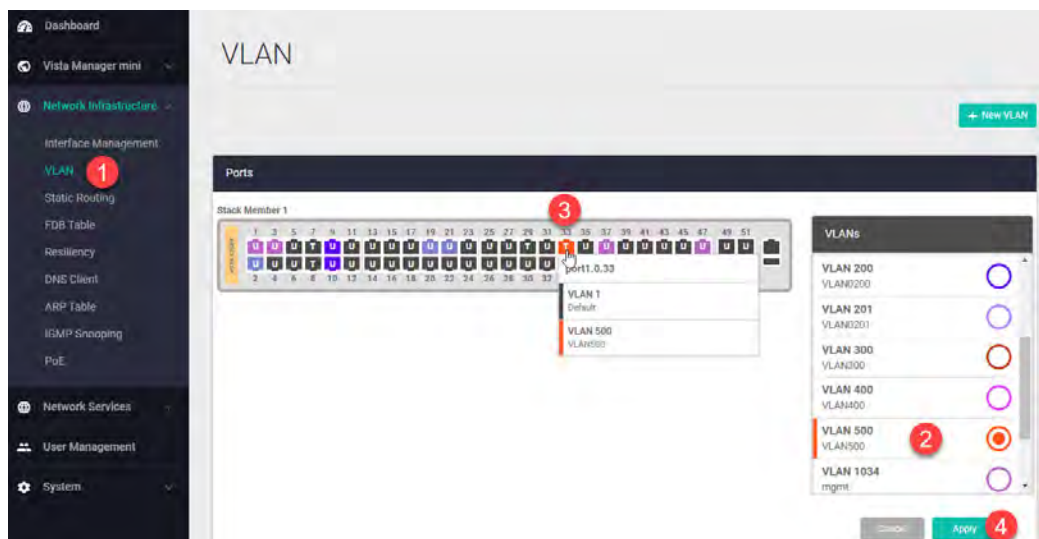 Dashboard
Vista Manager mini
Network Infrastructure
Interface Management
VLAN
1
Static Routing
FDB Table
Resiliency
DNS Client
ARP Table
IGMP Snooping
PoE
Network Services
User Management
System
VLAN
+ New VLAN
Ports
Stack Member 1
3
1 3 5 7 9 11 13 15 17 19 21 23 25 27 29 31 33 35 37 39 41 43 45 47 49 51
U U U T U U U U U U U U U U T U T U U U U U U U U U
U U U T U U U U U U U U U U U U
2 4 6 8 10 12 14 16 18 20 22 24 26 28 30 32
port1.0.33
VLAN 1
Default
VLAN 500
VLAN500
VLANs
VLAN 200
VLAN0200
VLAN 201
VLAN0201
VLAN 300
VLAN300
VLAN 400
VLAN400
VLAN 500
VLAN500
2
VLAN 1034
mgmt
Cancel
Apply
4